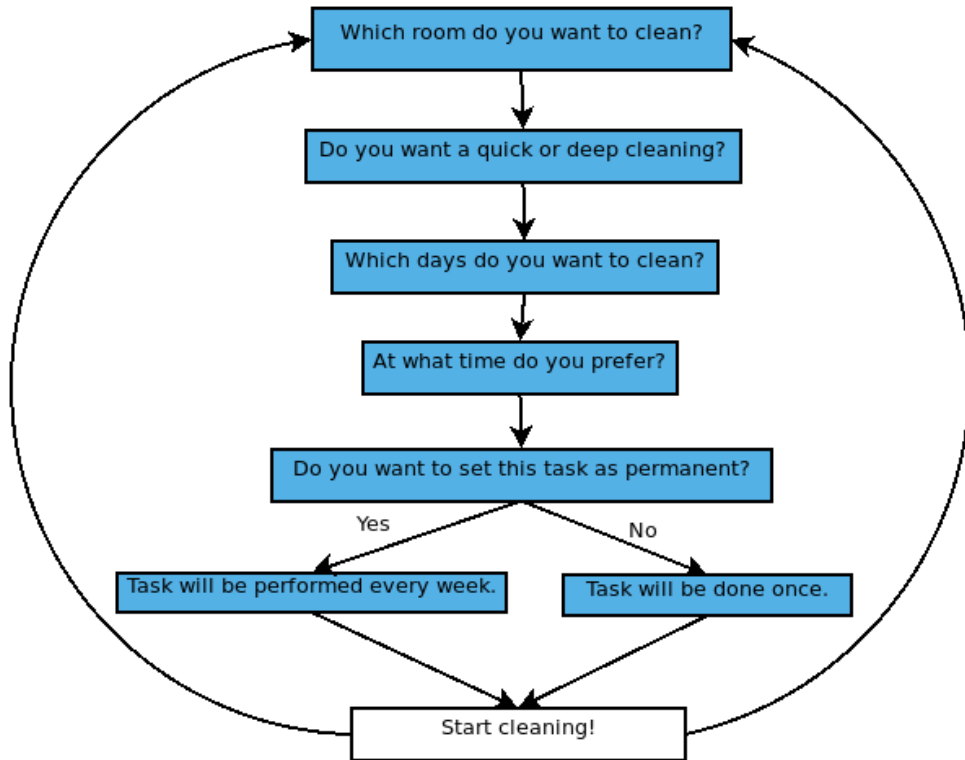 Which room do you want to clean?
Do you want a quick or deep cleaning?
Which days do you want to clean?
At what time do you prefer?
Do you want to set this task as permanent?
Yes
No
Task will be performed every week.
Task will be done once.
Start cleaning!